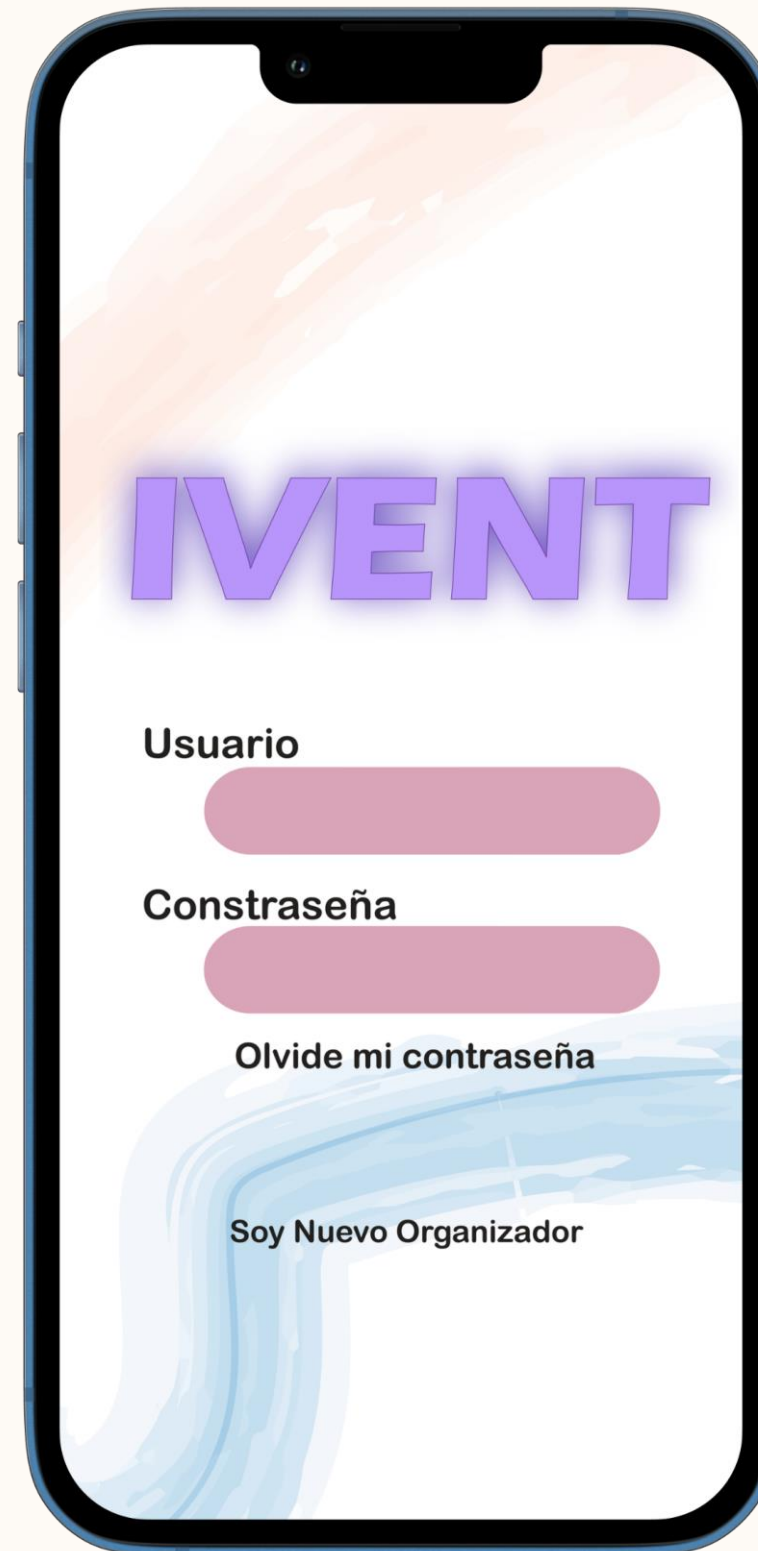 IVENT
Usuario
Constraseña
Olvide mi contraseña
Soy Nuevo Organizador